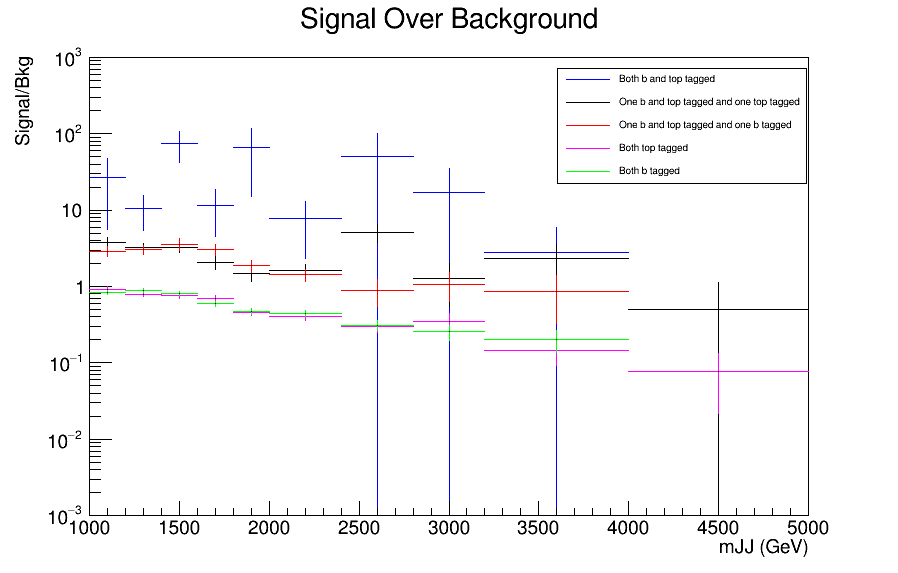 Signal Over Background
Signal/Bkg
10³
10²
10
1
10⁻¹
10⁻²
10⁻³
Both b and top tagged
One b and top tagged and one top tagged
One b and top tagged and one b tagged
Both top tagged
Both b tagged
1000 1500 2000 2500 3000 3500 4000 4500 5000
mJJ (GeV)